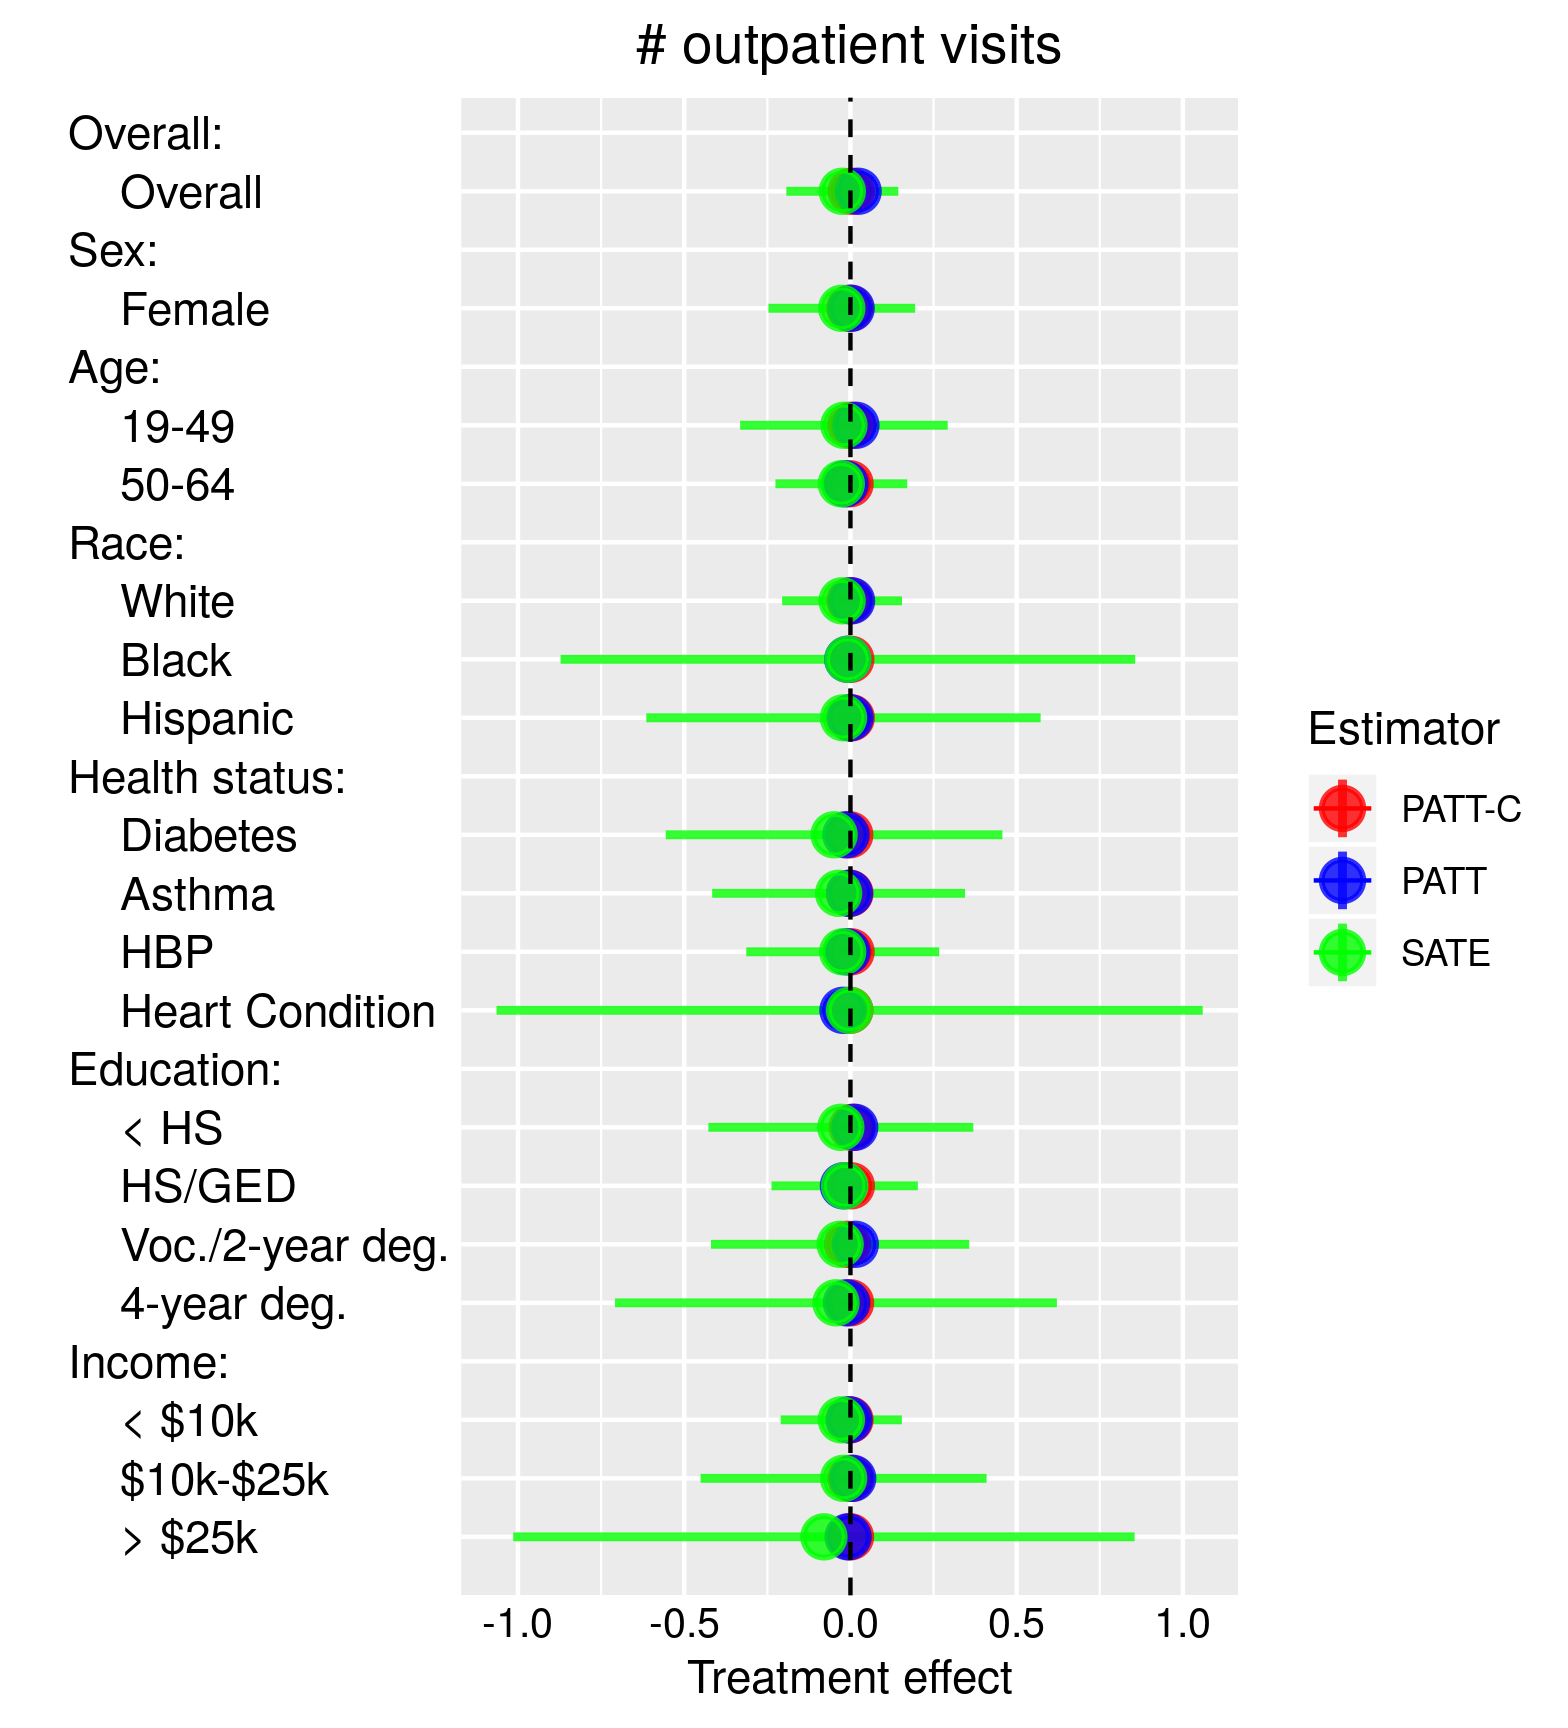 # outpatient visits
Overall:
Overall
Sex:
Female
Age:
19-49
50-64
Race:
White
Black
Hispanic
Health status:
Diabetes
Asthma
HBP
Heart Condition
Education:
< HS
HS/GED
Voc./2-year deg.
4-year deg.
Income:
< $10k
$10k-$25k
> $25k
-1.0 -0.5 0.0 0.5 1.0
Treatment effect
Estimator
PATT-C
PATT
SATE